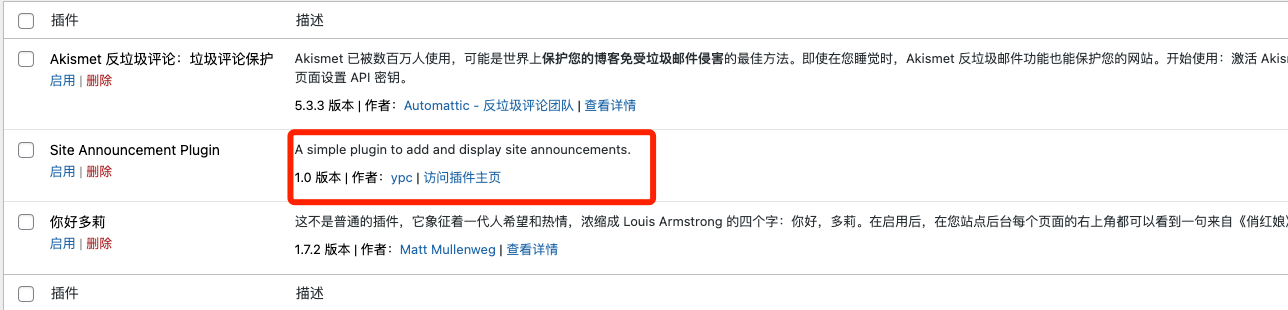 插件 描述
Akismet 反垃圾评论：垃圾评论保护 Akismet 已被数百万人使用，可能是世界上保护您的博客免受垃圾邮件侵害的最佳方法。即使在您睡觉时，Akismet 反垃圾邮件功能也能保护您的网站。开始使用：激活 Akis
启用 | 删除 页面设置 API 密钥。
5.3.3 版本 | 作者：Automattic - 反垃圾评论团队 | 查看详情
Site Announcement Plugin A simple plugin to add and display site announcements.
启用 | 删除 1.0 版本 | 作者：ypc | 访问插件主页
你好多莉 这不是普通的插件，它象征着一代人希望和热情，浓缩成 Louis Armstrong 的四个字：你好，多莉。在启用后，在您站点后台每个页面的右上角都可以看到一句来自《俏红娘》
启用 | 删除 1.7.2 版本 | 作者：Matt Mullenweg | 查看详情
插件 描述